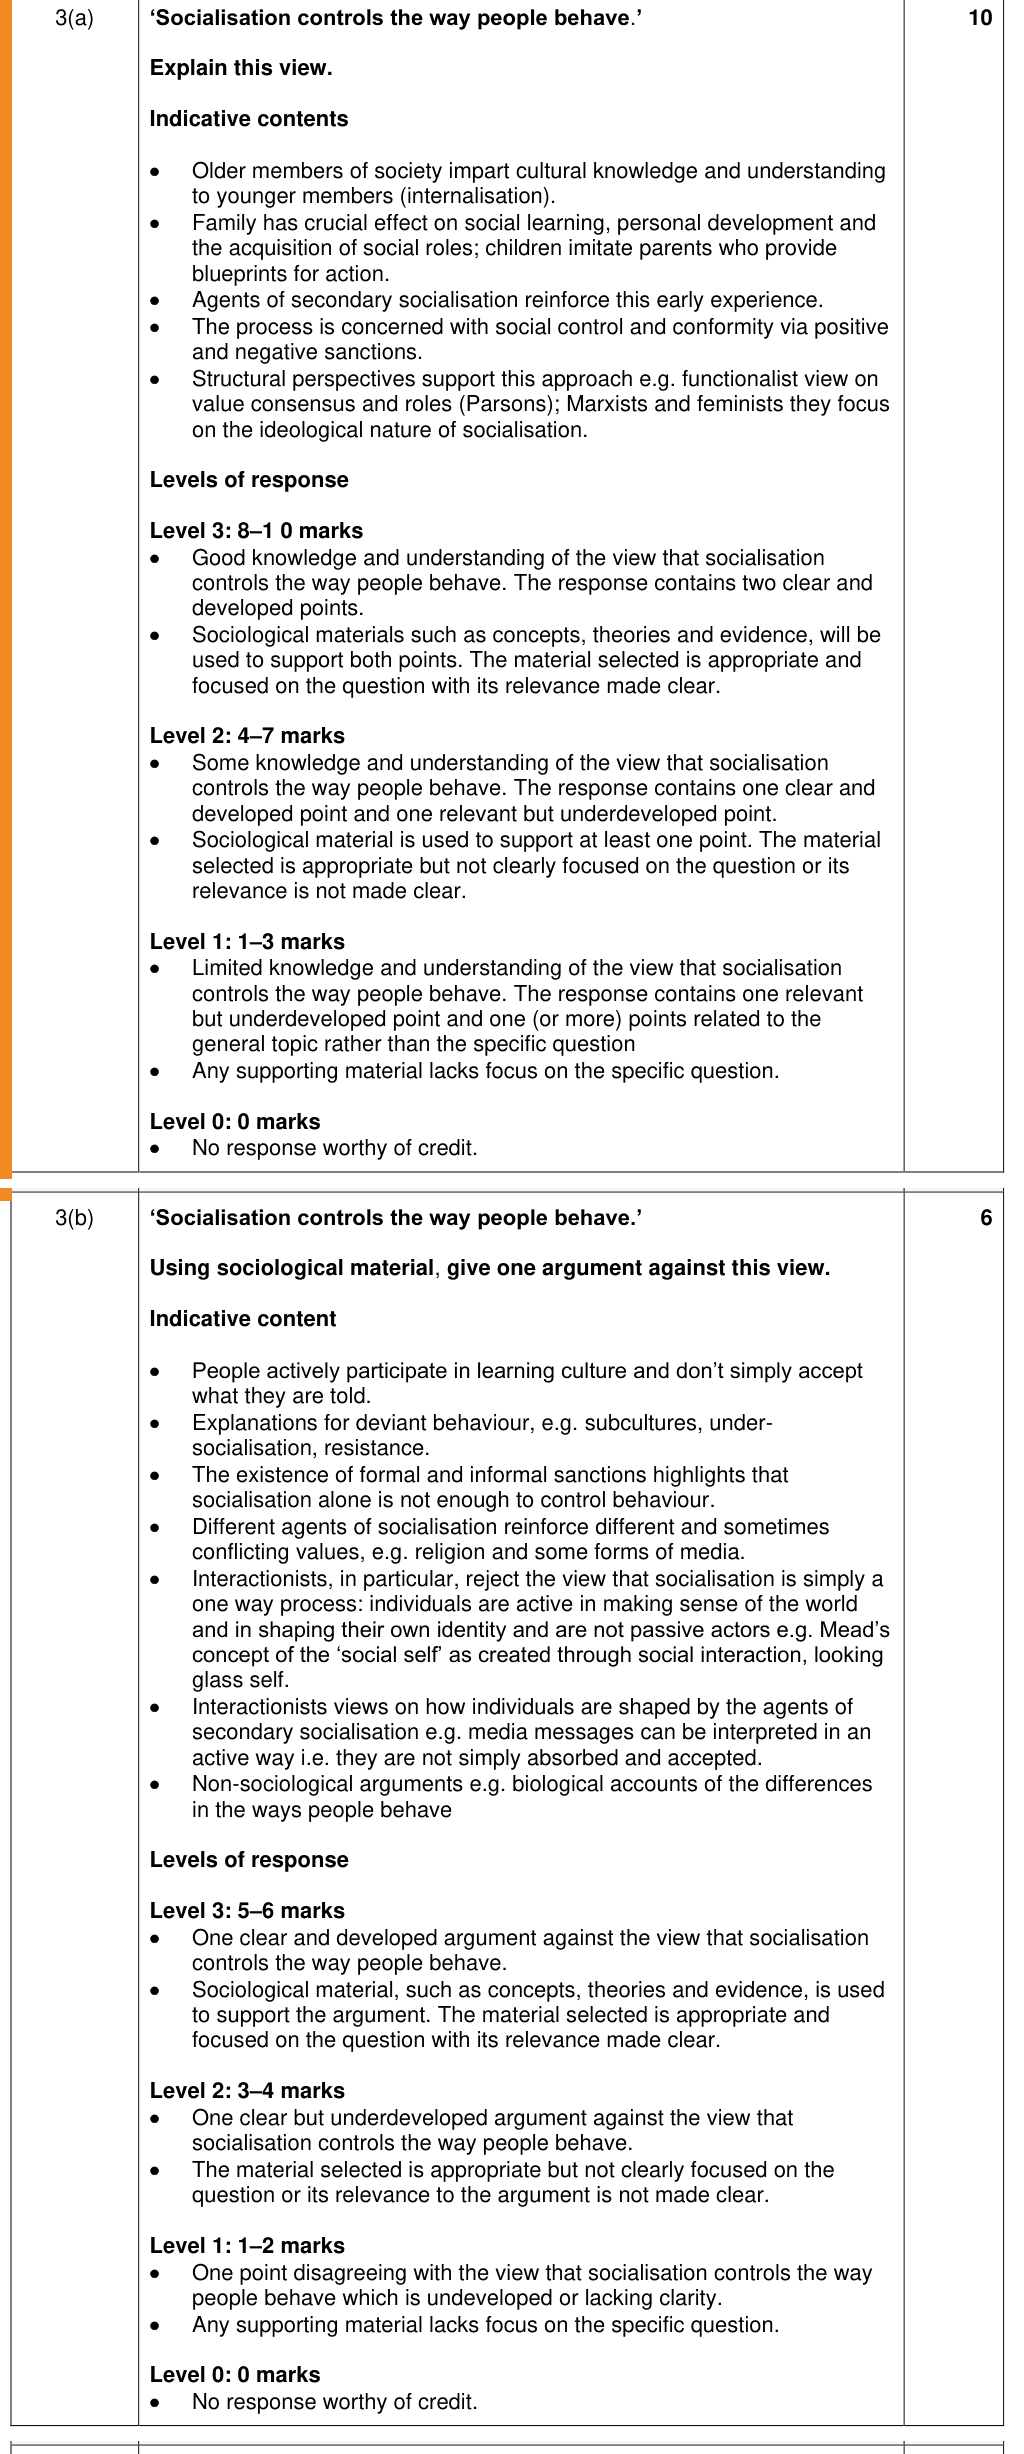 3(a)
‘Socialisation controls the way people behave.’
10
Explain this view.
Indicative contents
• Older members of society impart cultural knowledge and understanding
to younger members (internalisation).
• Family has crucial effect on social learning, personal development and
the acquisition of social roles; children imitate parents who provide
blueprints for action.
• Agents of secondary socialisation reinforce this early experience.
• The process is concerned with social control and conformity via positive
and negative sanctions.
• Structural perspectives support this approach e.g. functionalist view on
value consensus and roles (Parsons); Marxists and feminists they focus
on the ideological nature of socialisation.
Levels of response
Level 3: 8–1 0 marks
• Good knowledge and understanding of the view that socialisation
controls the way people behave. The response contains two clear and
developed points.
• Sociological materials such as concepts, theories and evidence, will be
used to support both points. The material selected is appropriate and
focused on the question with its relevance made clear.
Level 2: 4–7 marks
• Some knowledge and understanding of the view that socialisation
controls the way people behave. The response contains one clear and
developed point and one relevant but underdeveloped point.
• Sociological material is used to support at least one point. The material
selected is appropriate but not clearly focused on the question or its
relevance is not made clear.
Level 1: 1–3 marks
• Limited knowledge and understanding of the view that socialisation
controls the way people behave. The response contains one relevant
but underdeveloped point and one (or more) points related to the
general topic rather than the specific question
• Any supporting material lacks focus on the specific question.
Level 0: 0 marks
• No response worthy of credit.
3(b)
‘Socialisation controls the way people behave.’
6
Using sociological material, give one argument against this view.
Indicative content
• People actively participate in learning culture and don’t simply accept
what they are told.
• Explanations for deviant behaviour, e.g. subcultures, under-
socialisation, resistance.
• The existence of formal and informal sanctions highlights that
socialisation alone is not enough to control behaviour.
• Different agents of socialisation reinforce different and sometimes
conflicting values, e.g. religion and some forms of media.
• Interactionists, in particular, reject the view that socialisation is simply a
one way process: individuals are active in making sense of the world
and in shaping their own identity and are not passive actors e.g. Mead’s
concept of the ‘social self’ as created through social interaction, looking
glass self.
• Interactionists views on how individuals are shaped by the agents of
secondary socialisation e.g. media messages can be interpreted in an
active way i.e. they are not simply absorbed and accepted.
• Non-sociological arguments e.g. biological accounts of the differences
in the ways people behave
Levels of response
Level 3: 5–6 marks
• One clear and developed argument against the view that socialisation
controls the way people behave.
• Sociological material, such as concepts, theories and evidence, is used
to support the argument. The material selected is appropriate and
focused on the question with its relevance made clear.
Level 2: 3–4 marks
• One clear but underdeveloped argument against the view that
socialisation controls the way people behave.
• The material selected is appropriate but not clearly focused on the
question or its relevance to the argument is not made clear.
Level 1: 1–2 marks
• One point disagreeing with the view that socialisation controls the way
people behave which is undeveloped or lacking clarity.
• Any supporting material lacks focus on the specific question.
Level 0: 0 marks
• No response worthy of credit.